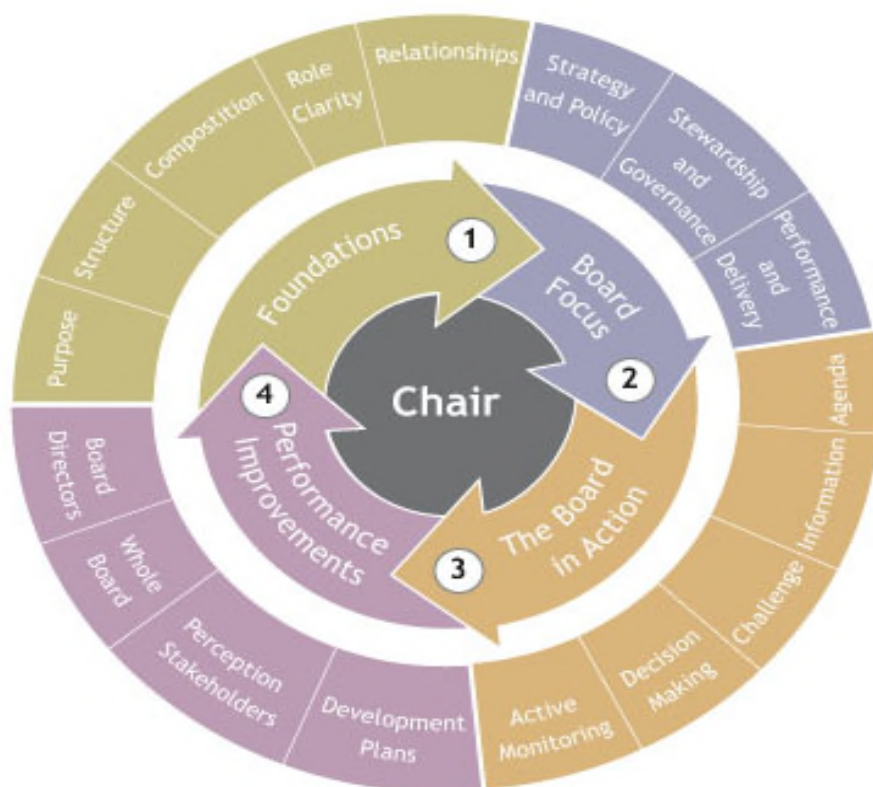 Relationships
Role
Clarity
Compostition
Structure
Purpose
Strategy
and Policy
Stewardship
and
Governance
Performance
and
Delivery
Agenda
Information
Challenge
Decision
Making
Active
Monitoring
Development
Plans
Perception
Stakeholders
Whole
Board
Board
Directors
Foundations
1
Board
Focus
2
The Board
in Action
3
Performance
Improvements
4
Chair